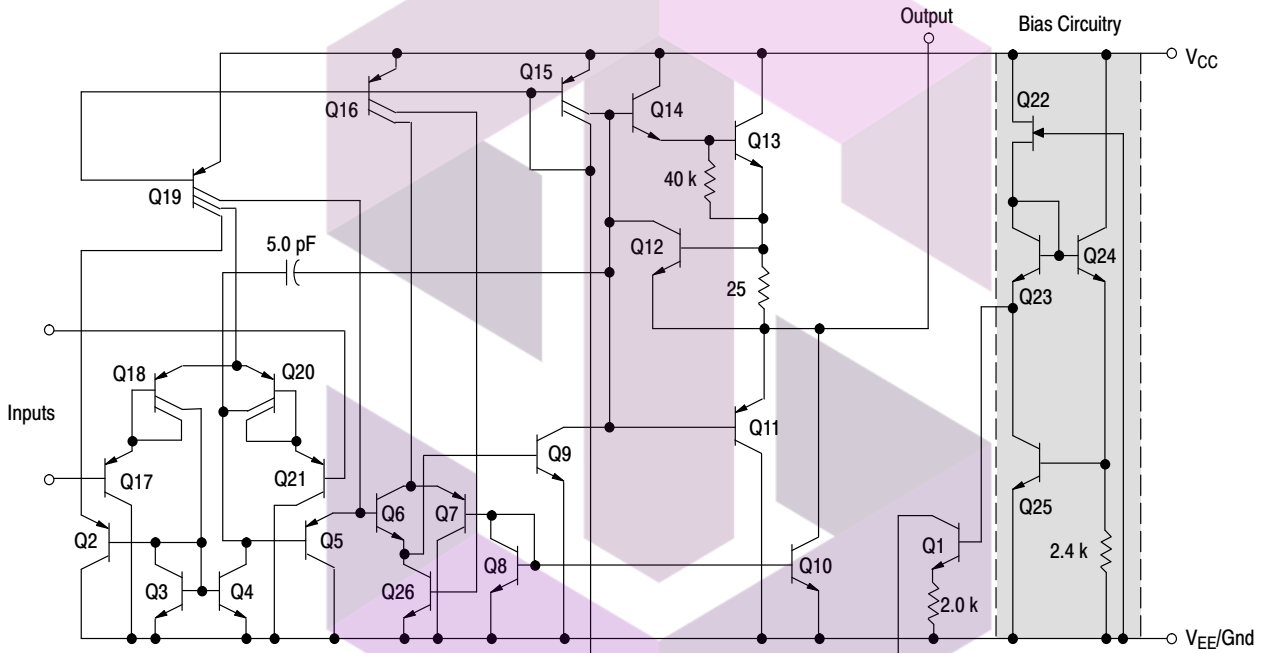 Output
Bias Circuitry
VCC
Q15
Q16
Q14
Q22
Q13
40 k
Q19
Q12
5.0 pF
Q24
25
Q23
Q18
Q20
Inputs
Q11
Q9
Q17
Q21
Q25
Q6
Q7
Q2
Q5
Q1
2.4 k
Q8
Q10
Q3
Q4
Q26
2.0 k
VEE/Gnd